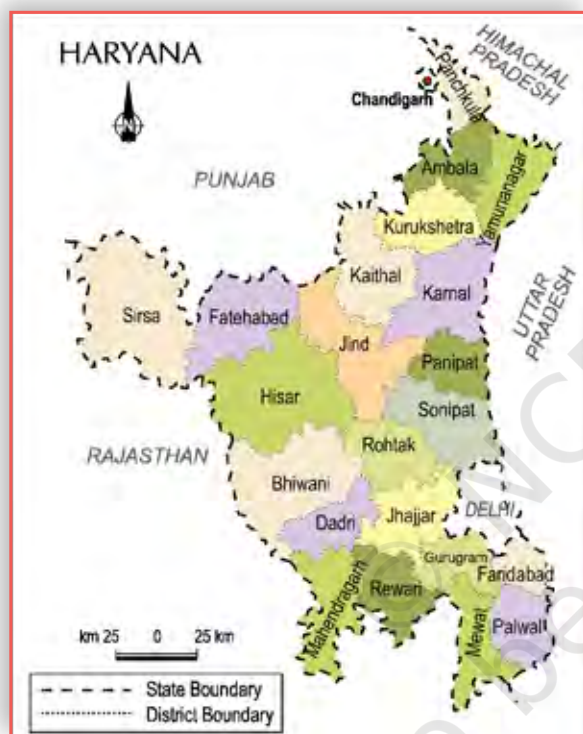 HARYANA
HIMACHAL
PRADESH
N
Chandigarh
Panchkula
Ambala
Yamunanagar
PUNJAB
Kurukshetra
Kaithal
Karnal
UTTAR
PRADESH
Sirsa
Fatehabad
Jind
Panipat
Hisar
Sonipat
RAJASTHAN
Rohtak
Bhiwani
DELHI
Dadri
Jhajjar
Gurugram
Faridabad
Mahendragarh
Rewari
Mewat
Palwal
km 25 0 25 km
State Boundary
District Boundary